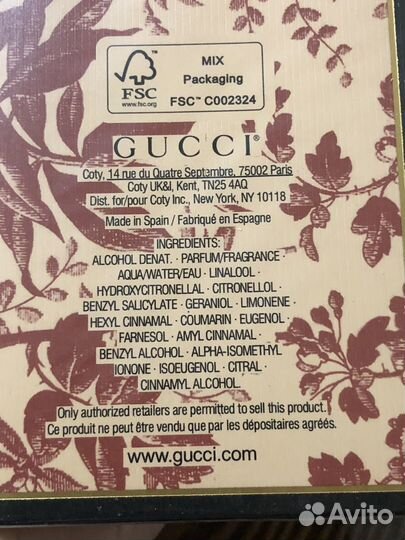 FSC
www.fsc.org
MIX
Packaging
FSC™ C002324
GUCCI®
Coty, 14 rue du Quatre Septembre, 75002 Paris
Coty UK&I, Kent, TN25 4AQ
Dist. for/pour Coty Inc., New York, NY 10118
Made in Spain / Fabriqué en Espagne
INGREDIENTS:
ALCOHOL DENAT. · PARFUM/FRAGRANCE ·
AQUA/WATER/EAU · LINALOOL ·
HYDROXYCITRONELLAL · CITRONELLOL ·
BENZYL SALICYLATE · GERANIOL · LIMONENE ·
HEXYL CINNAMAL · COUMARIN · EUGENOL ·
FARNESOL · AMYL CINNAMAL ·
BENZYL ALCOHOL · ALPHA-ISOMETHYL
IONONE · ISOEUGENOL · CITRAL ·
CINNAMYL ALCOHOL.
Only authorized retailers are permitted to sell this product.
Ce produit ne peut être vendu que par les dépositaires agréés.
www.gucci.com
Avito